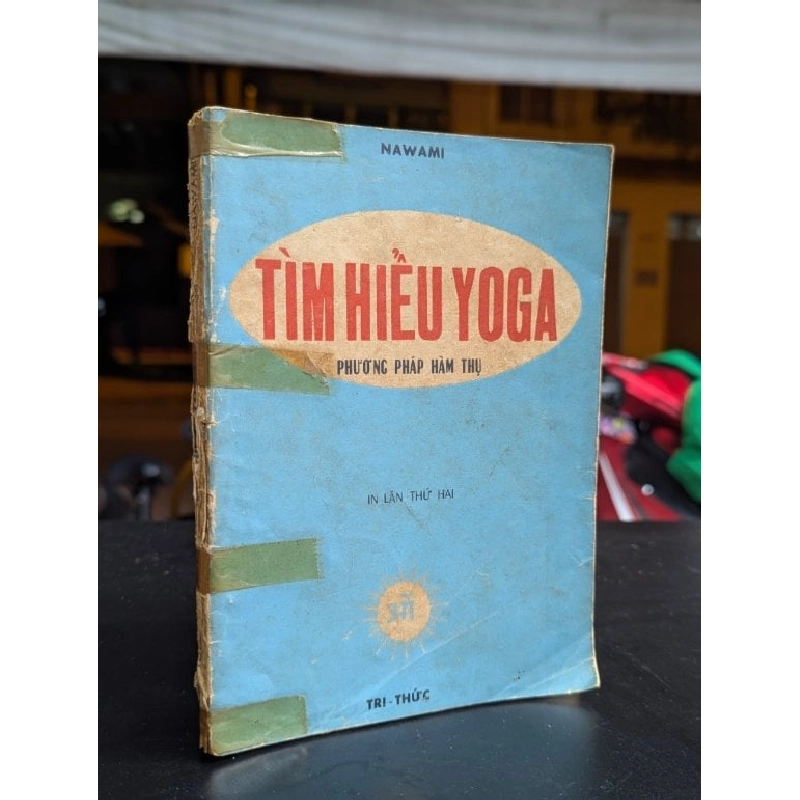 NAWAMI
TÌM HIỂU YOGA
PHƯƠNG PHÁP HÀM THỤ
IN LẦN THỨ HAI
TRI-THỨC